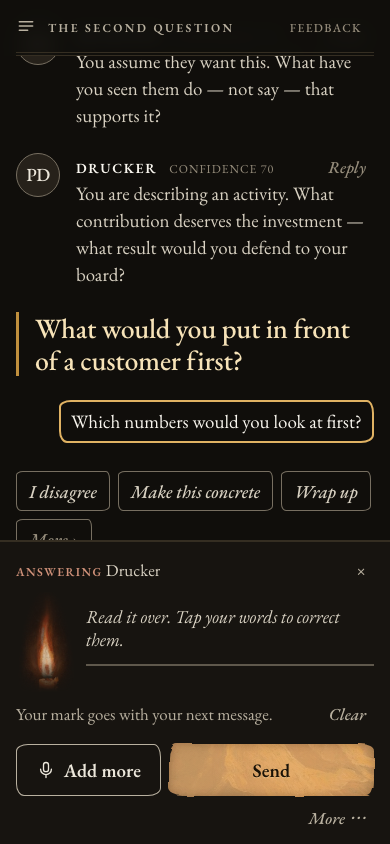 THE SECOND QUESTION FEEDBACK
You assume they want this. What have
you seen them do — not say — that
supports it?
PD DRUCKER CONFIDENCE 70 Reply
You are describing an activity. What
contribution deserves the investment —
what result would you defend to your
board?
What would you put in front
of a customer first?
Which numbers would you look at first?
I disagree Make this concrete Wrap up
More ›
ANSWERING Drucker ×
Read it over. Tap your words to correct
them.
Your mark goes with your next message. Clear
Add more Send
More ···